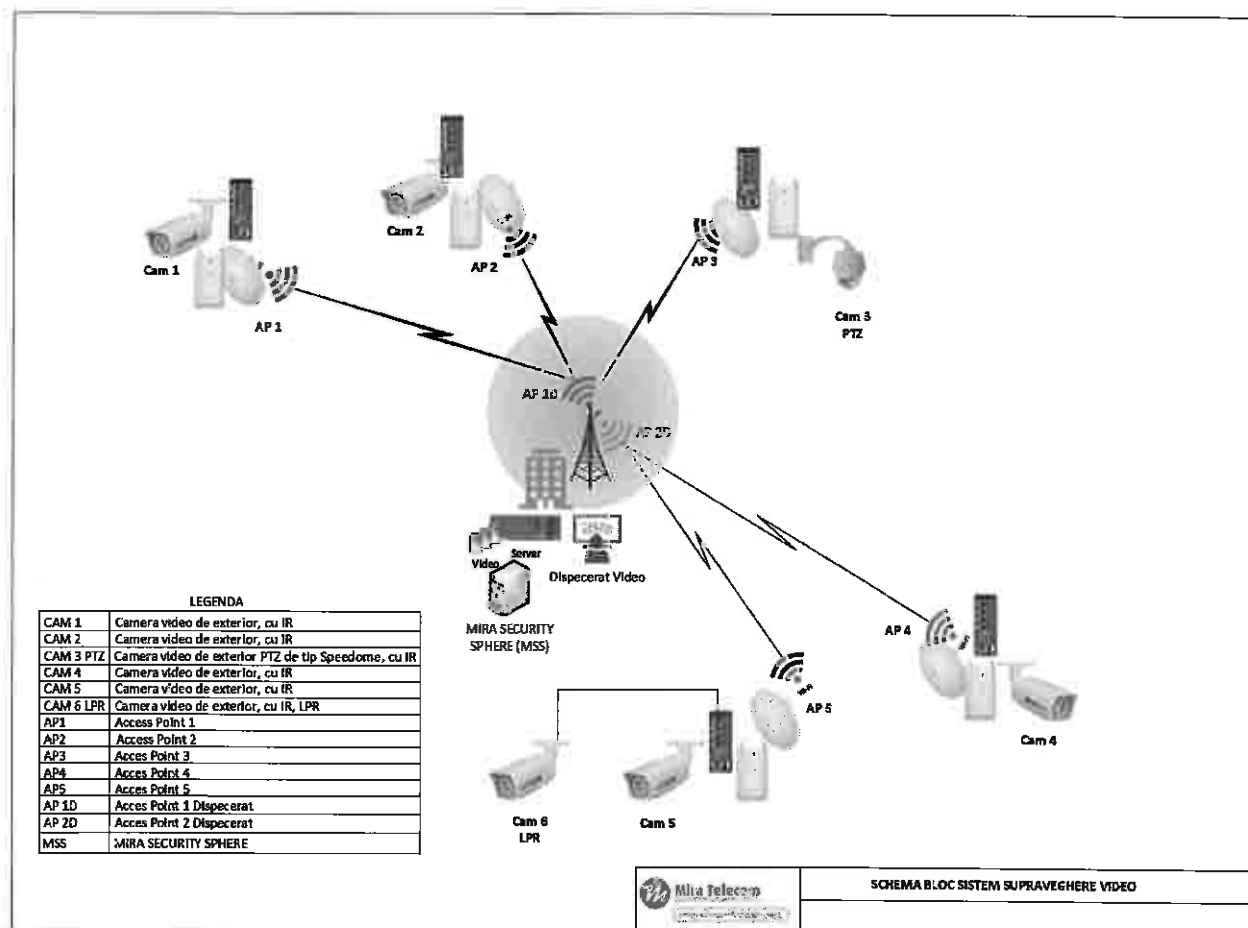 Cam 1
AP 1
Cam 2
AP 2
AP 3
Cam 3
PTZ
AP 1D
AP 2D
Video Server
Dispecerat Video
MIRA SECURITY
SPHERE (MSS)
AP 4
Cam 4
AP 5
Cam 5
Cam 6
LPR
LEGENDA
CAM 1 Camera video de exterior, cu IR
CAM 2 Camera video de exterior, cu IR
CAM 3 PTZ Camera video de exterior PTZ de tip Speedome, cu IR
CAM 4 Camera video de exterior, cu IR
CAM 5 Camera video de exterior, cu IR
CAM 6 LPR Camera video de exterior, cu IR, LPR
AP1 Access Point 1
AP2 Access Point 2
AP3 Acces Point 3
AP4 Acces Point 4
AP5 Acces Point 5
AP 1D Acces Point 1 Dispecerat
AP 2D Acces Point 2 Dispecerat
MSS MIRA SECURITY SPHERE
Mira Telecom
SCHEMA BLOC SISTEM SUPRAVEGHERE VIDEO